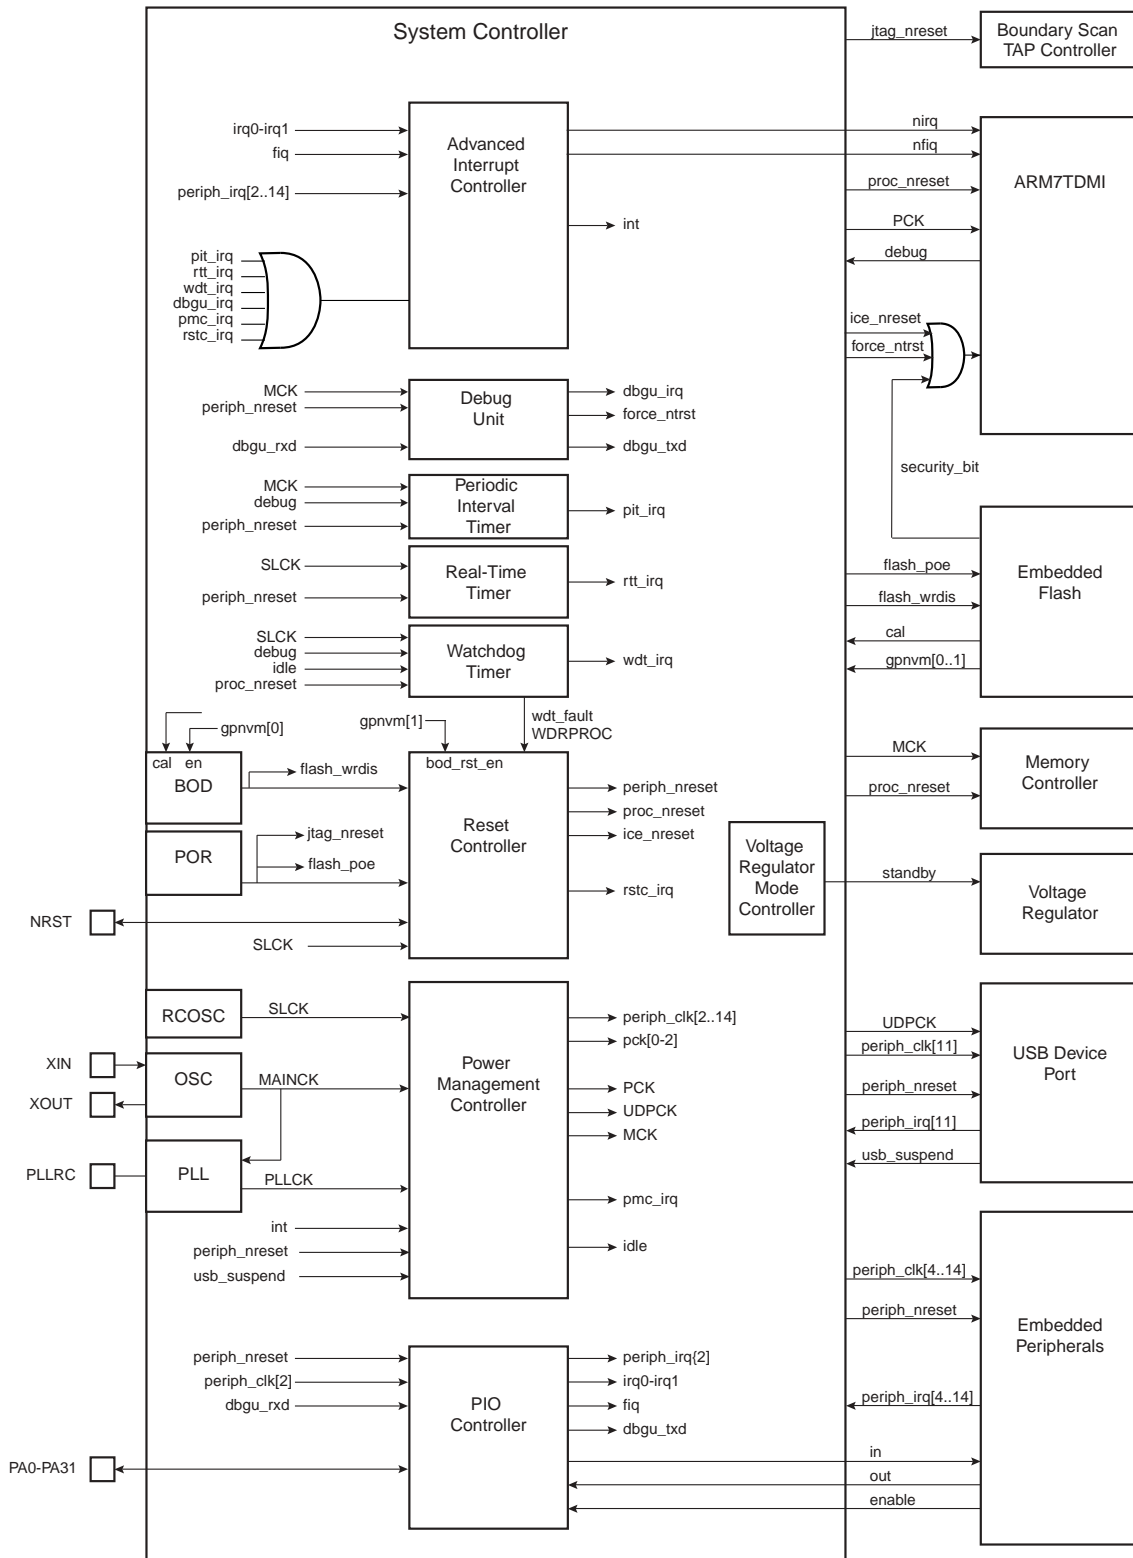 System Controller
jtag_nreset
Boundary Scan
TAP Controller
irq0-irq1
fiq
periph_irq[2..14]
Advanced
Interrupt
Controller
int
nirq
nfiq
proc_nreset
PCK
debug
ARM7TDMI
pit_irq
rtt_irq
wdt_irq
dbgu_irq
pmc_irq
rstc_irq
ice_nreset
force_ntrst
security_bit
MCK
periph_nreset
dbgu_rxd
Debug
Unit
dbgu_irq
force_ntrst
dbgu_txd
MCK
debug
periph_nreset
Periodic
Interval
Timer
pit_irq
SLCK
periph_nreset
Real-Time
Timer
rtt_irq
flash_poe
flash_wrdis
cal
gpnvm[0..1]
Embedded
Flash
SLCK
debug
idle
proc_nreset
Watchdog
Timer
wdt_irq
wdt_fault
WDRPROC
gpnvm[0]
gpnvm[1]
cal
en
BOD
flash_wrdis
bod_rst_en
Reset
Controller
periph_nreset
proc_nreset
ice_nreset
rstc_irq
POR
jtag_nreset
flash_poe
NRST
SLCK
MCK
proc_nreset
Memory
Controller
Voltage
Regulator
Mode
Controller
standby
Voltage
Regulator
RCOSC
SLCK
XIN
XOUT
OSC
MAINCK
PLLRC
PLL
PLLCK
int
periph_nreset
usb_suspend
Power
Management
Controller
periph_clk[2..14]
pck[0-2]
PCK
UDPCK
MCK
pmc_irq
idle
UDPCK
periph_clk[11]
periph_nreset
periph_irq[11]
usb_suspend
USB Device
Port
periph_clk[4..14]
periph_nreset
periph_irq[4..14]
Embedded
Peripherals
periph_nreset
periph_clk[2]
dbgu_rxd
PIO
Controller
periph_irq{2]
irq0-irq1
fiq
dbgu_txd
PA0-PA31
in
out
enable